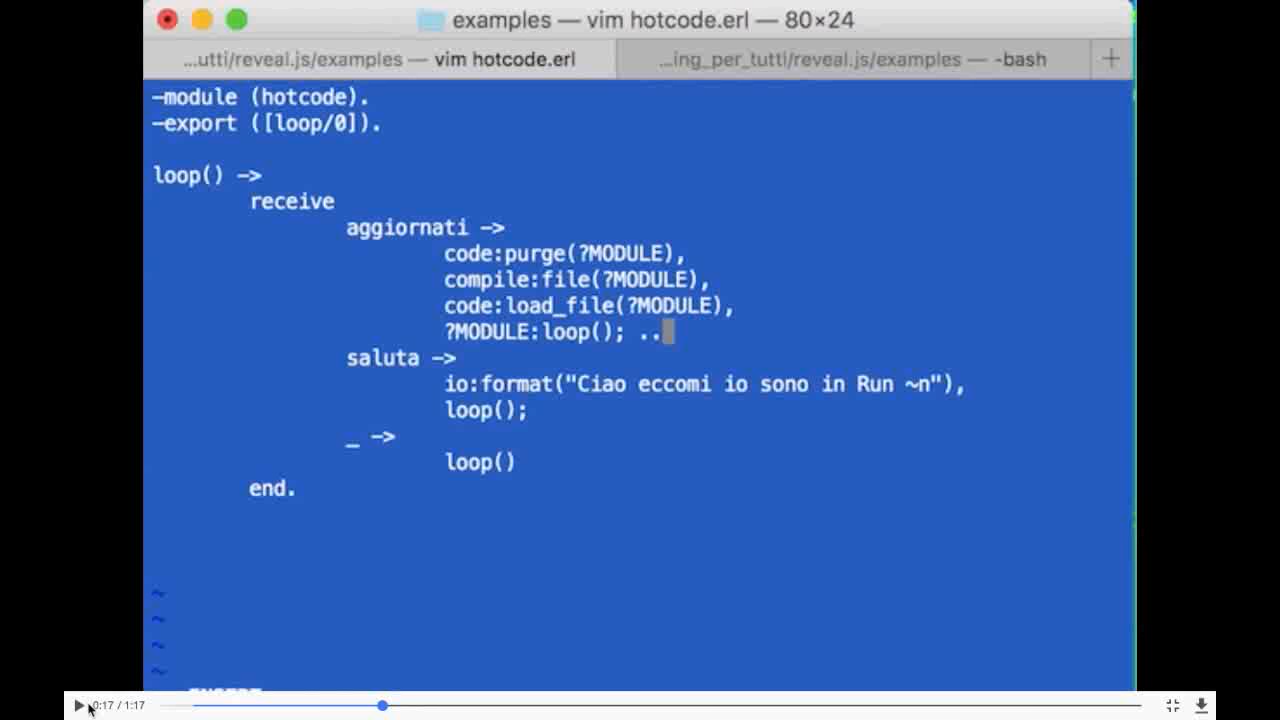 examples — vim hotcode.erl — 80×24
...utti/reveal.js/examples — vim hotcode.erl
...ing_per_tutti/reveal.js/examples — -bash
+
-module (hotcode).
-export ([loop/0]).
loop() ->
receive
aggiornati ->
code:purge(?MODULE),
compile:file(?MODULE),
code:load_file(?MODULE),
?MODULE:loop(); ..
saluta ->
io:format("Ciao eccomi io sono in Run ~n"),
loop();
_ ->
loop()
end.
~
~
~
~
0:17 / 1:17